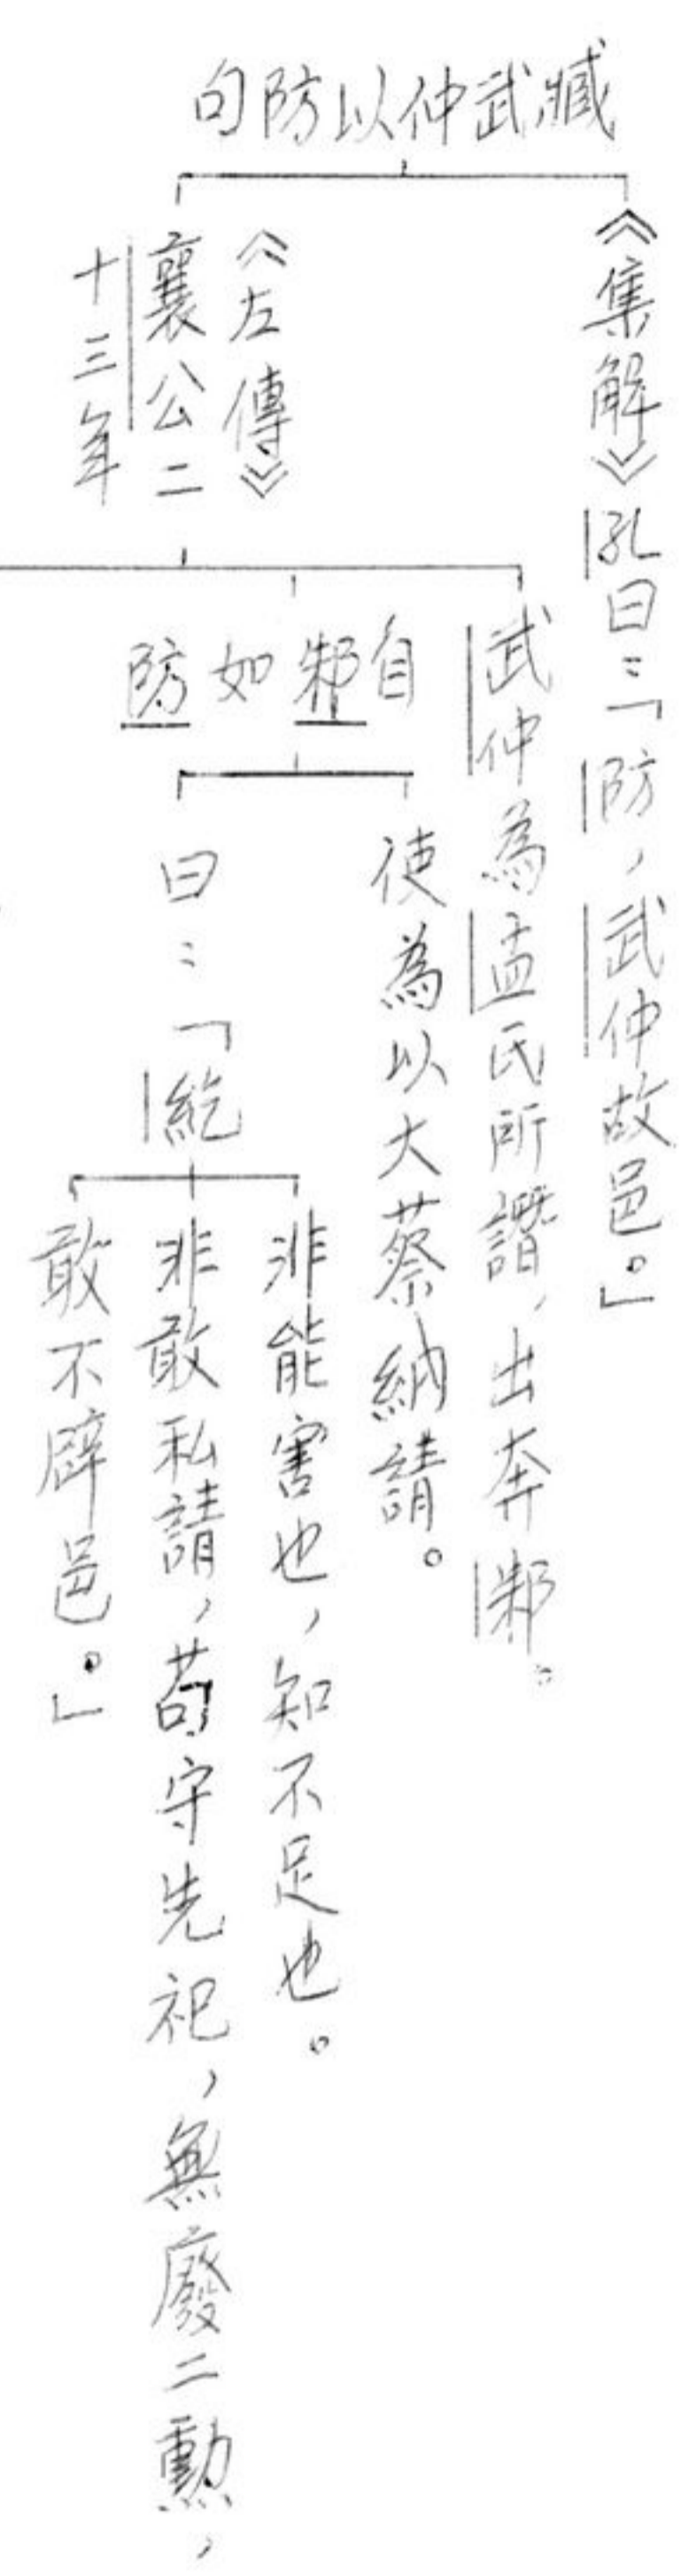 臧武仲以防句
《集解》孔曰：「防，武仲故邑。」
《左傳》
襄公二
十三年
武仲為孟氏所譖，出奔邾。
自邾如防
使為以大蔡納請。
曰：「紇
非能害也，知不足也。
非敢私請，苟守先祀，無廢二勳，
敢不辟邑。」